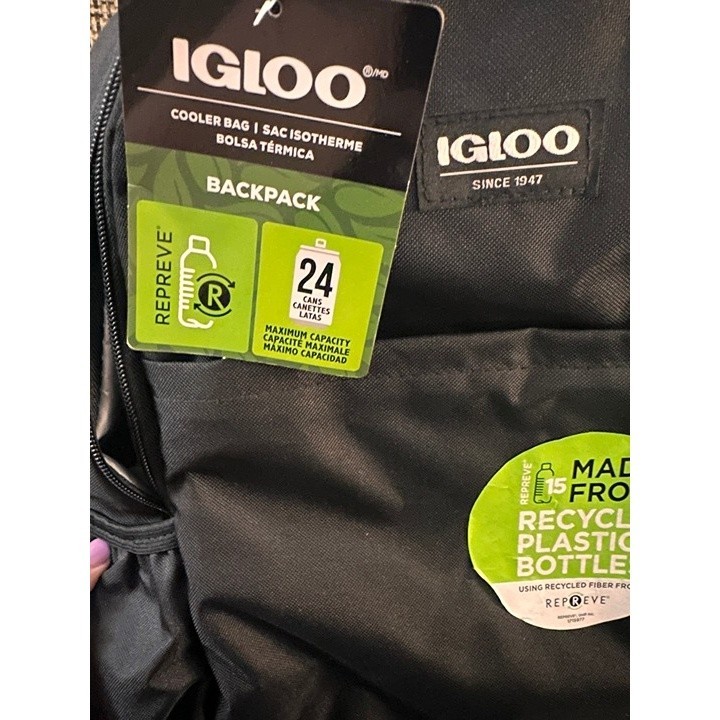 IGLOO®/MD
COOLER BAG | SAC ISOTHERME
BOLSA TÉRMICA
BACKPACK
REPREVE®
R
24
CANS
CANETTES
LATAS
MAXIMUM CAPACITY
CAPACITÉ MAXIMALE
MÁXIMO CAPACIDAD
IGLOO
SINCE 1947
REPREVE®
15
MAD
FRO
RECYCL
PLASTIC
BOTTLE
USING RECYCLED FIBER FRO
REPREVE®